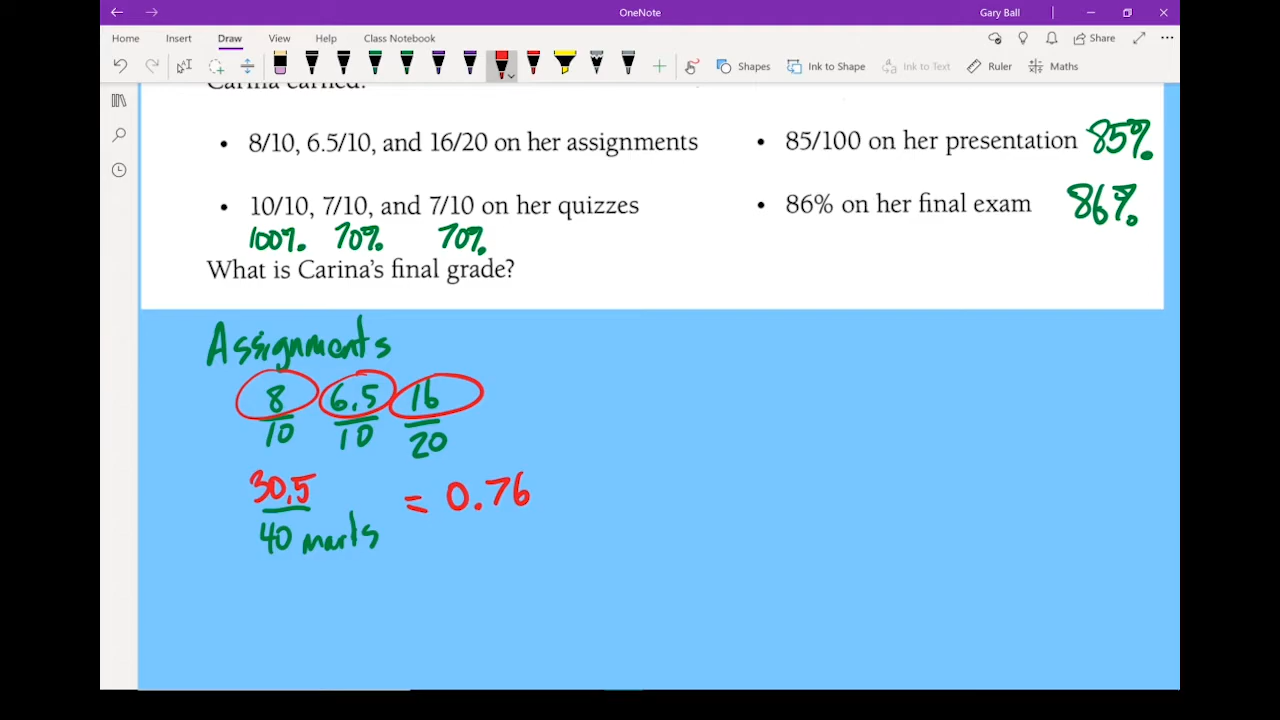 OneNote
Gary Ball
Home Insert Draw View Help Class Notebook
Share
Shapes Ink to Shape Ink to Text Ruler Maths
Carina earned:
• 8/10, 6.5/10, and 16/20 on her assignments
• 85/100 on her presentation 85%
• 10/10, 7/10, and 7/10 on her quizzes
• 86% on her final exam 86%
100% 70% 70%
What is Carina's final grade?
Assignments
8 6.5 16
10 10 20
30.5
= 0.76
40 marks